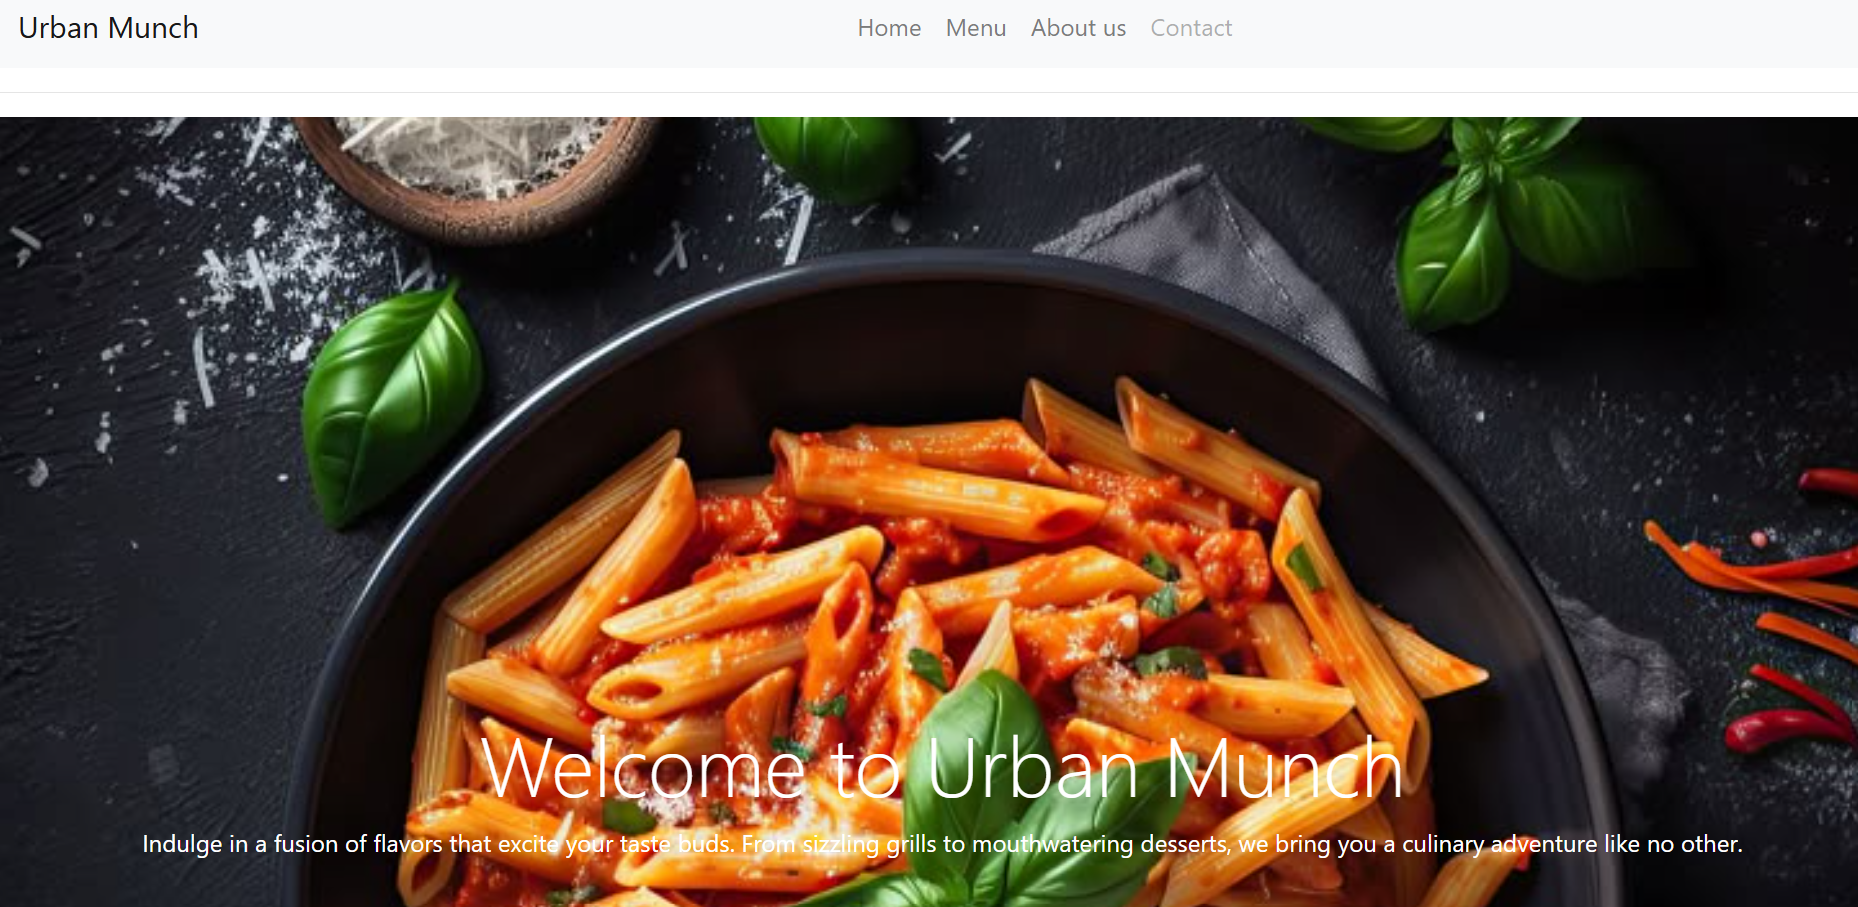 Urban Munch
Home Menu About us Contact
Welcome to Urban Munch
Indulge in a fusion of flavors that excite your taste buds. From sizzling grills to mouthwatering desserts, we bring you a culinary adventure like no other.